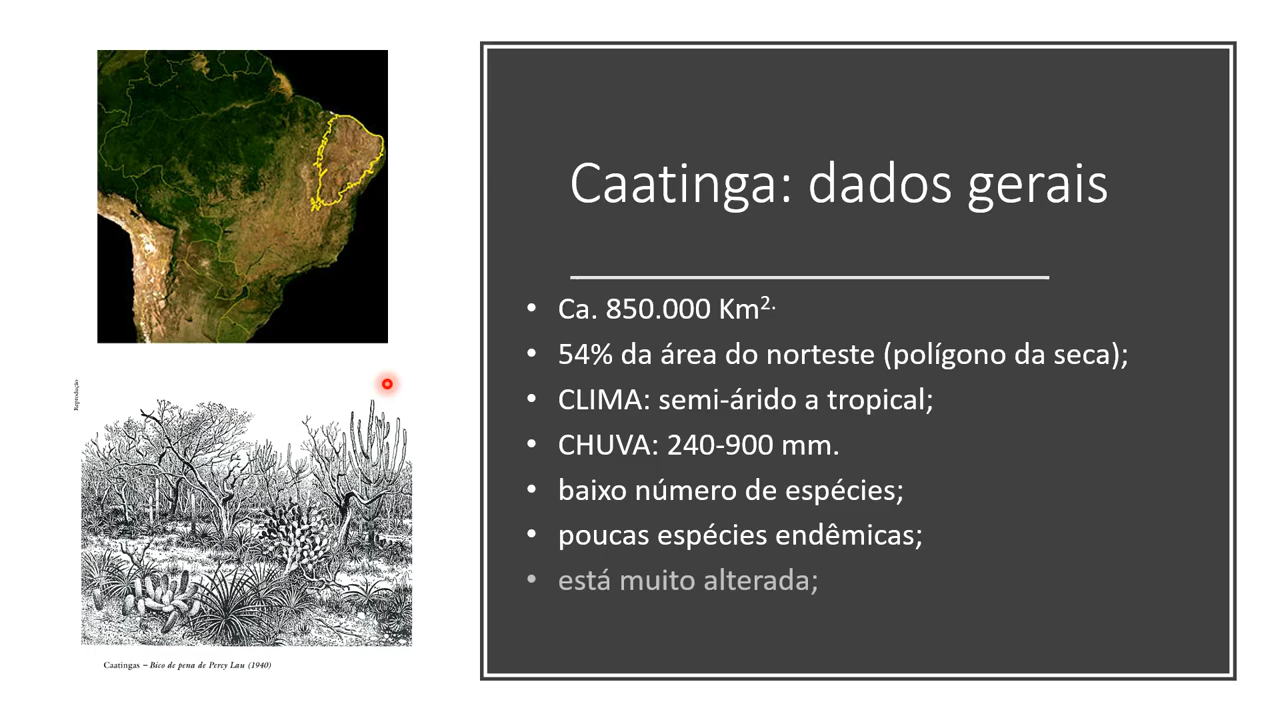 Caatinga: dados gerais
• Ca. 850.000 Km².
• 54% da área do norteste (polígono da seca);
• CLIMA: semi-árido a tropical;
• CHUVA: 240-900 mm.
• baixo número de espécies;
• poucas espécies endêmicas;
• está muito alterada;
Reprodução
Caatingas – Bico de pena de Percy Lau (1940)